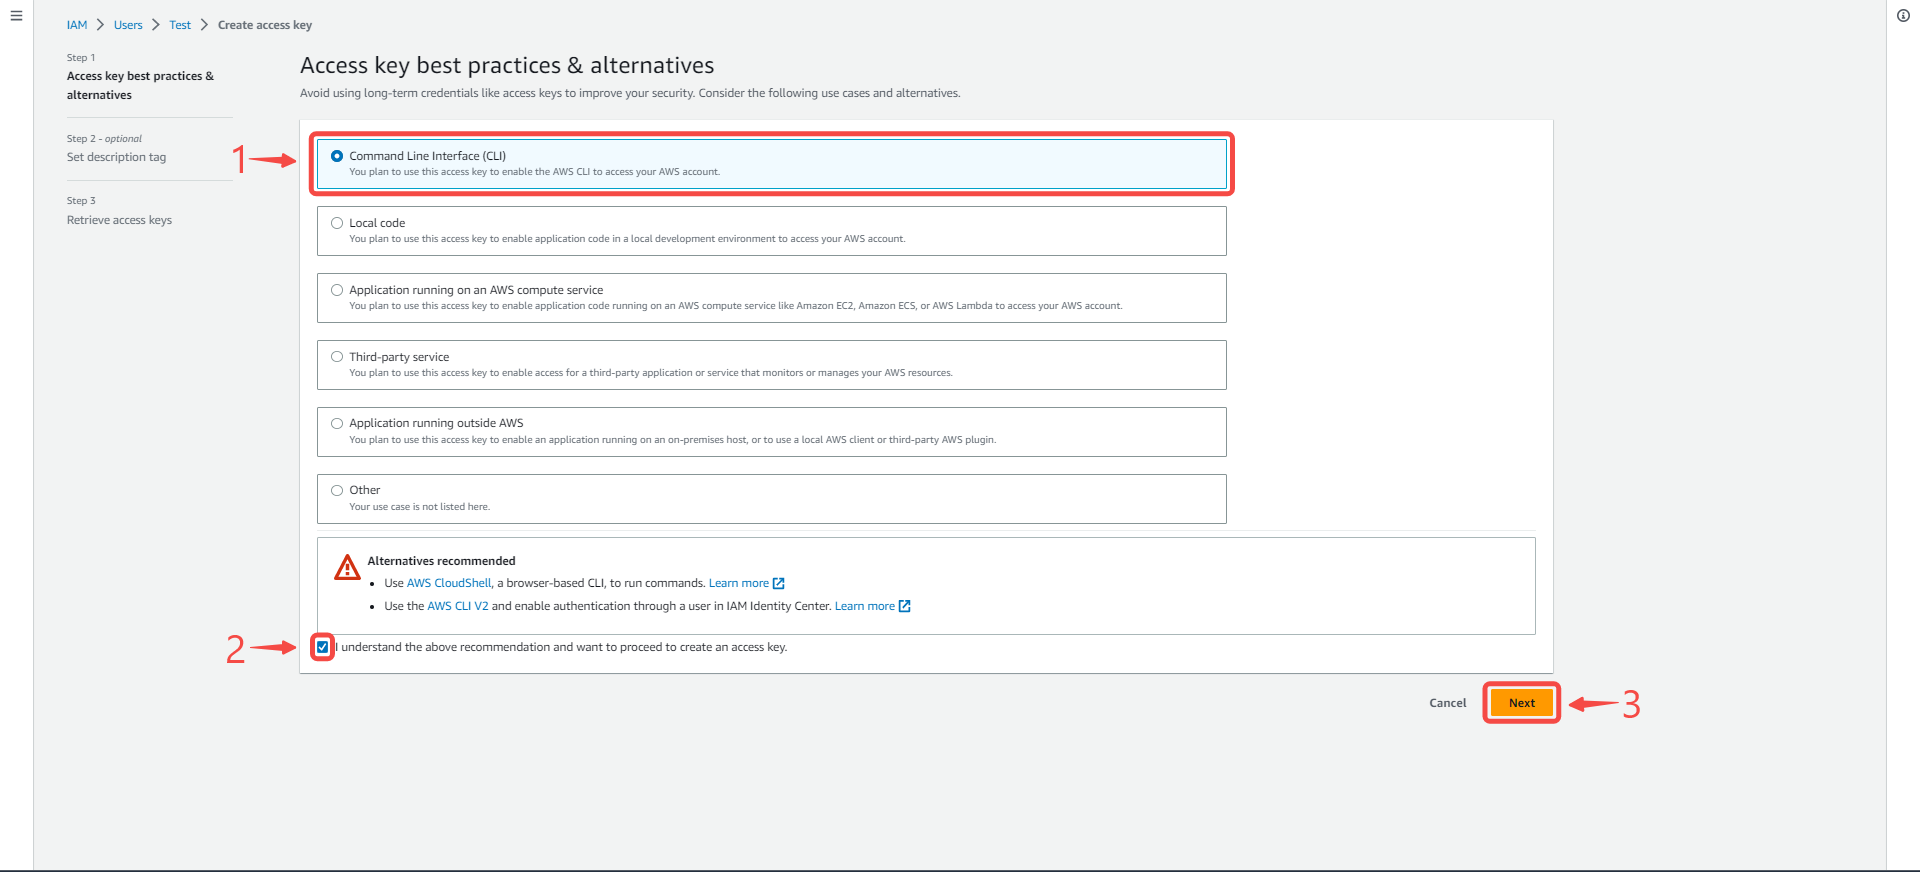 IAM > Users > Test > Create access key
Step 1
Access key best practices &
alternatives
Step 2 - optional
Set description tag
Step 3
Retrieve access keys
Access key best practices & alternatives
Avoid using long-term credentials like access keys to improve your security. Consider the following use cases and alternatives.
1
Command Line Interface (CLI)
You plan to use this access key to enable the AWS CLI to access your AWS account.
Local code
You plan to use this access key to enable application code in a local development environment to access your AWS account.
Application running on an AWS compute service
You plan to use this access key to enable application code running on an AWS compute service like Amazon EC2, Amazon ECS, or AWS Lambda to access your AWS account.
Third-party service
You plan to use this access key to enable access for a third-party application or service that monitors or manages your AWS resources.
Application running outside AWS
You plan to use this access key to enable an application running on an on-premises host, or to use a local AWS client or third-party AWS plugin.
Other
Your use case is not listed here.
Alternatives recommended
• Use AWS CloudShell, a browser-based CLI, to run commands. Learn more
• Use the AWS CLI V2 and enable authentication through a user in IAM Identity Center. Learn more
2
I understand the above recommendation and want to proceed to create an access key.
Cancel
Next
3